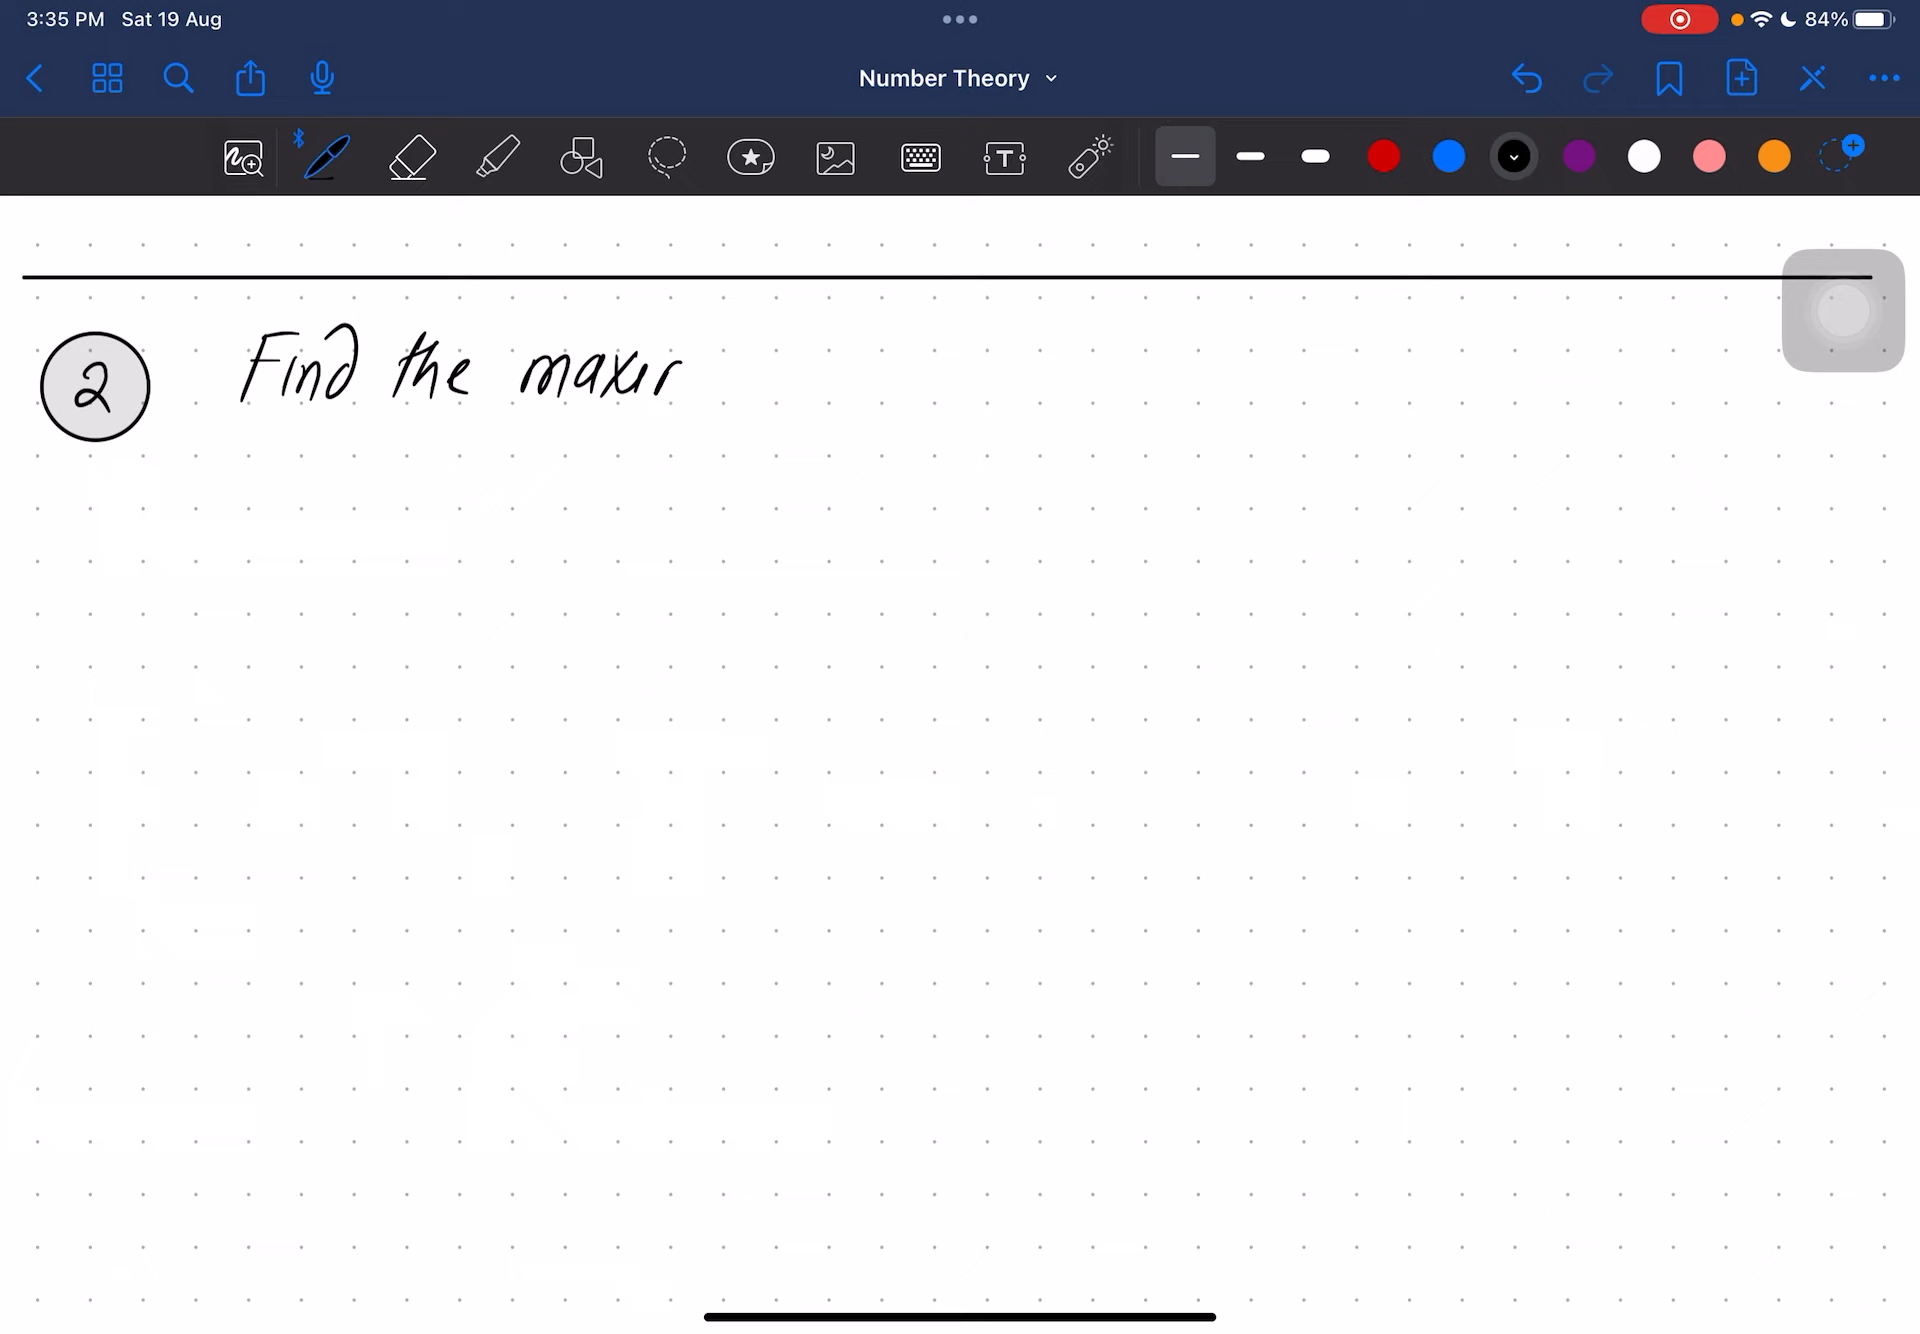 3:35 PM Sat 19 Aug
84%
Number Theory
T
2 Find the maxir